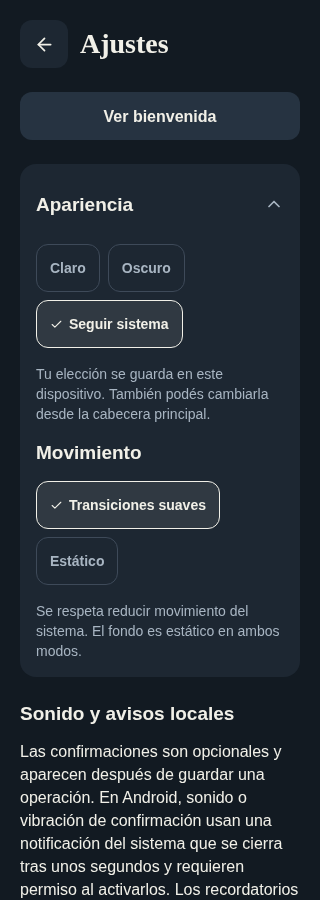 Ajustes
Ver bienvenida
Apariencia
Claro
Oscuro
Seguir sistema
Tu elección se guarda en este
dispositivo. También podés cambiarla
desde la cabecera principal.
Movimiento
Transiciones suaves
Estático
Se respeta reducir movimiento del
sistema. El fondo es estático en ambos
modos.
Sonido y avisos locales
Las confirmaciones son opcionales y
aparecen después de guardar una
operación. En Android, sonido o
vibración de confirmación usan una
notificación del sistema que se cierra
tras unos segundos y requieren
permiso al activarlos. Los recordatorios